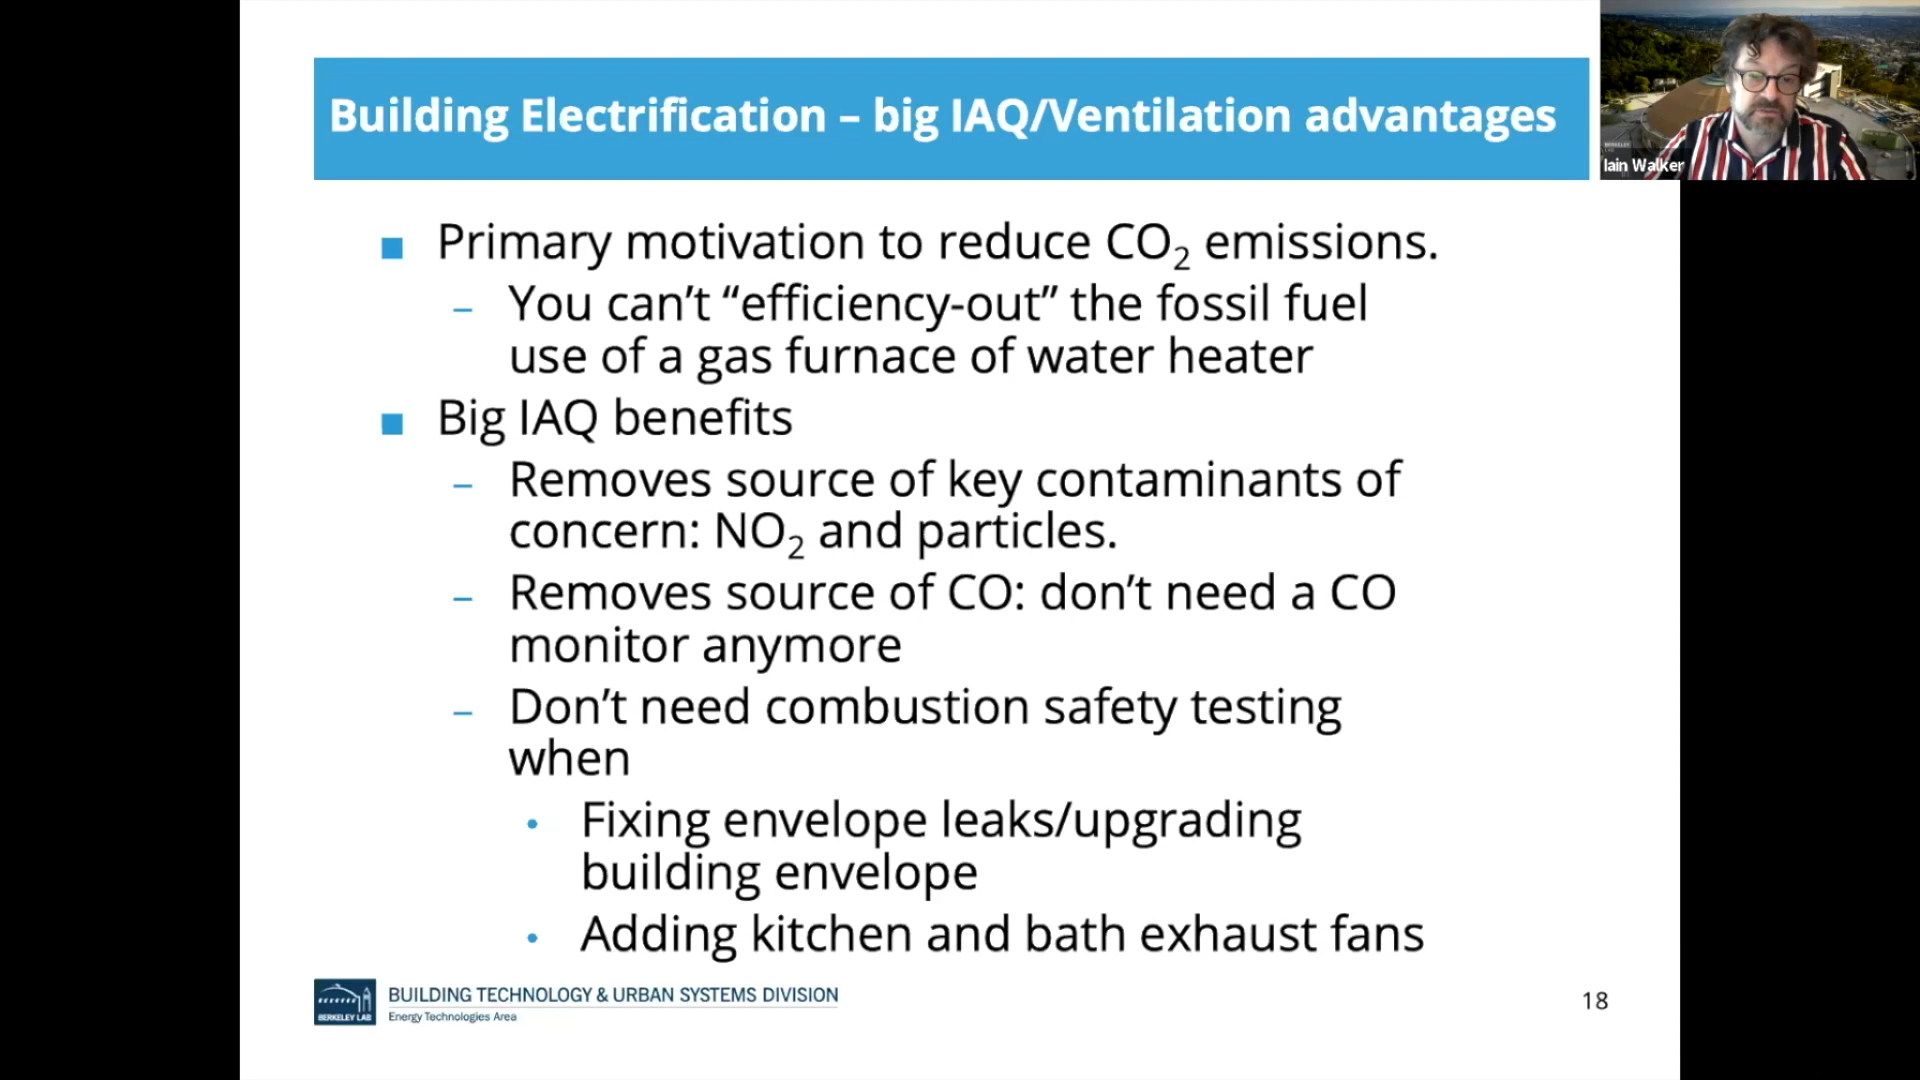 Building Electrification – big IAQ/Ventilation advantages
Iain Walker
Primary motivation to reduce CO₂ emissions.
– You can’t “efficiency-out” the fossil fuel
use of a gas furnace of water heater
Big IAQ benefits
– Removes source of key contaminants of
concern: NO₂ and particles.
– Removes source of CO: don’t need a CO
monitor anymore
– Don’t need combustion safety testing
when
• Fixing envelope leaks/upgrading
building envelope
• Adding kitchen and bath exhaust fans
BERKELEY LAB
BUILDING TECHNOLOGY & URBAN SYSTEMS DIVISION
Energy Technologies Area
18